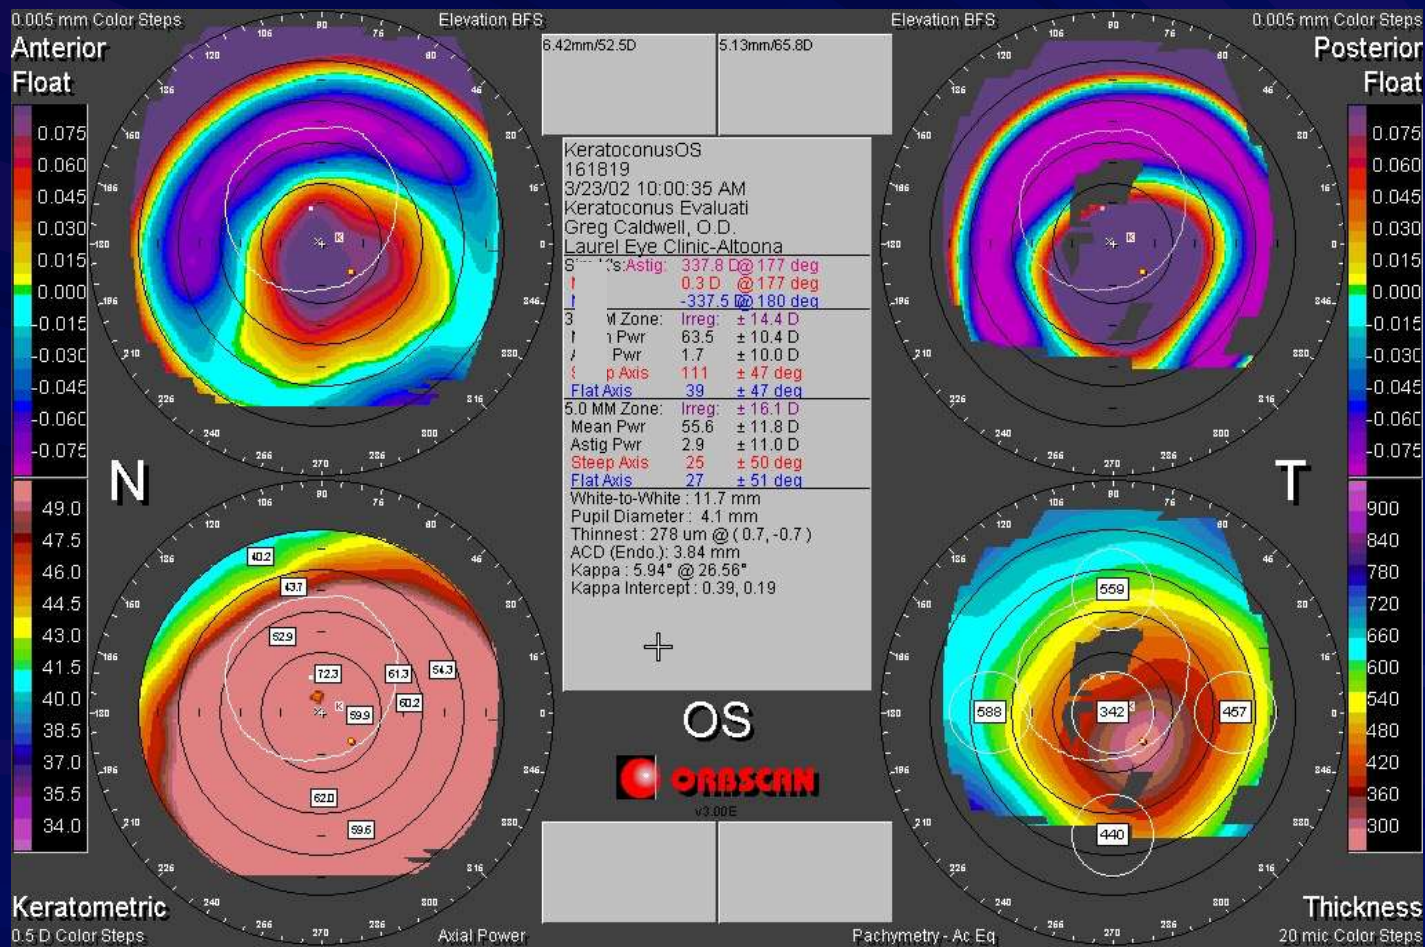 0.005 mm Color Steps
Elevation BFS
Anterior
Float
0.075
0.060
0.045
0.030
0.015
0.000
-0.015
-0.030
-0.045
-0.060
-0.075
6.42mm/52.5D
5.13mm/65.8D
Elevation BFS
0.005 mm Color Steps
Posterior
Float
0.075
0.060
0.045
0.030
0.015
0.000
-0.015
-0.030
-0.045
-0.060
-0.075
KeratoconusOS
161819
3/23/02 10:00:35 AM
Keratoconus Evaluati
Greg Caldwell, O.D.
Laurel Eye Clinic-Altoona
Astig: 337.8 D@ 177 deg
0.3 D @ 177 deg
-337.5 D@ 180 deg
3 M Zone: Irreg: ± 14.4 D
Pwr 63.5 ± 10.4 D
Pwr 1.7 ± 10.0 D
p Axis 111 ± 47 deg
Flat Axis 39 ± 47 deg
5.0 MM Zone: Irreg: ± 16.1 D
Mean Pwr 55.6 ± 11.8 D
Astig Pwr 2.9 ± 11.0 D
Steep Axis 25 ± 50 deg
Flat Axis 27 ± 51 deg
White-to-White : 11.7 mm
Pupil Diameter : 4.1 mm
Thinnest : 278 um @ ( 0.7, -0.7 )
ACD (Endo.): 3.84 mm
Kappa : 5.94° @ 26.56°
Kappa Intercept : 0.39, 0.19
N
T
OS
ORBSCAN
v3.00E
49.0
47.5
46.0
44.5
43.0
41.5
40.0
38.5
37.0
35.5
34.0
40.2
43.7
52.9
72.3
61.3
54.3
60.2
59.9
62.0
59.6
K
Keratometric
0.5 D Color Steps
Axial Power
559
588
342
457
440
900
840
780
720
660
600
540
480
420
360
300
Thickness
Pachymetry - Ac Eq
20 mic Color Steps